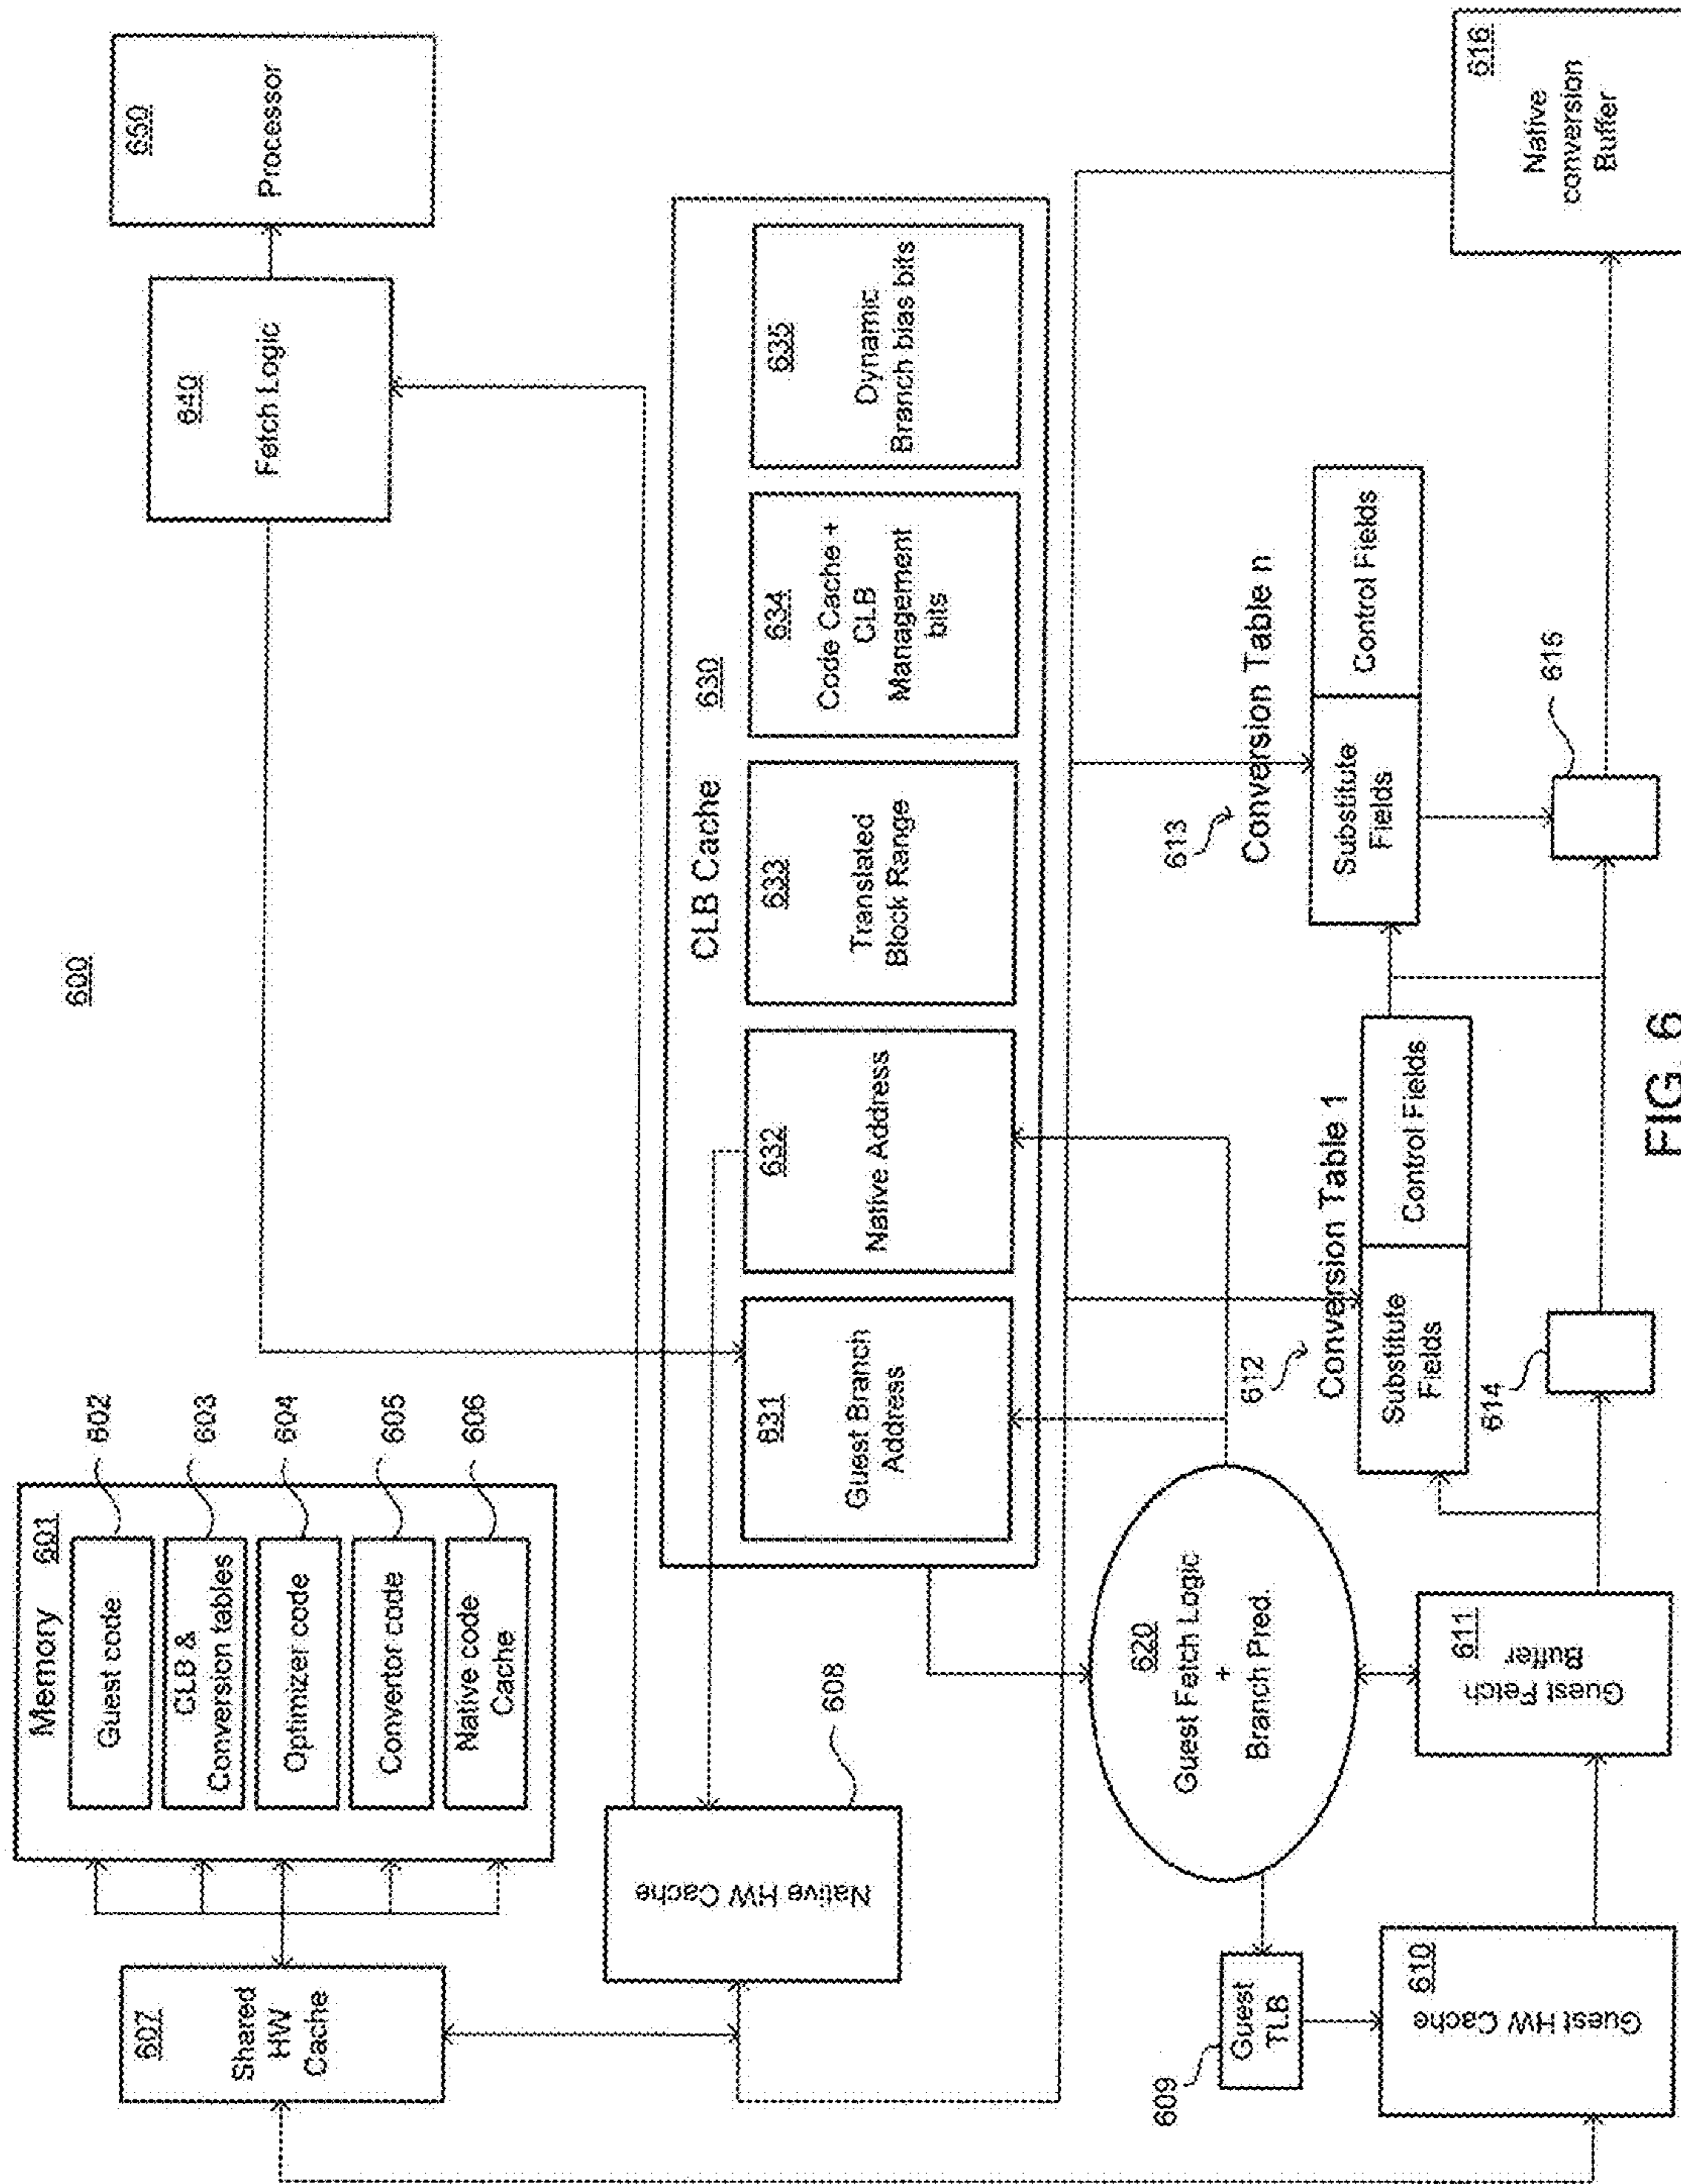 600
Memory
601
Guest code
CLB &
Conversion tables
Optimizer code
Convertor code
Native code
Cache
602
603
604
605
606
607
Shared
HW
Cache
640
Fetch Logic
650
Processor
Native HW Cache
608
CLB Cache
630
631
Guest Branch
Address
632
Native Address
633
Translated
Block Range
634
Code Cache +
CLB
Management
bits
635
Dynamic
Branch bias bits
620
Guest Fetch Logic
+
Branch Pred.
Guest
TLB
609
610
Guest HW Cache
611
Guest Fetch
Buffer
612
Conversion Table 1
Substitute
Fields
Control Fields
614
613
Conversion Table n
Substitute
Fields
Control Fields
615
616
Native
conversion
Buffer
FIG. 6